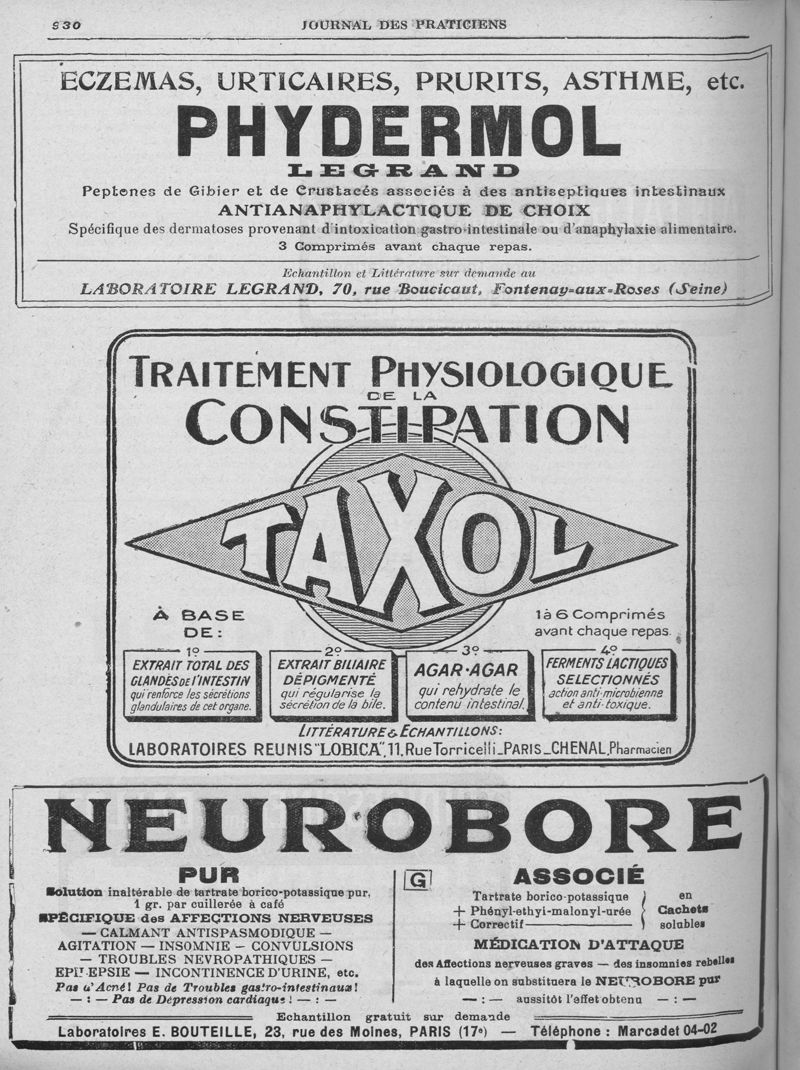 930
JOURNAL DES PRATICIENS
ECZEMAS, URTICAIRES, PRURITS, ASTHME, etc.
PHYDERMOL
LEGRAND
Peptones de Gibier et de Crustacés associés à des antiseptiques intestinaux
ANTIANAPHYLACTIQUE DE CHOIX
Spécifique des dermatoses provenant d'intoxication gastro-intestinale ou d'anaphylaxie alimentaire.
3 Comprimés avant chaque repas.
Echantillon et Littérature sur demande au
LABORATOIRE LEGRAND, 70, rue Boucicaut, Fontenay-aux-Roses (Seine)
TRAITEMENT PHYSIOLOGIQUE
DE LA
CONSTIPATION
TAXOL
À BASE
DE:
1à 6 Comprimés
avant chaque repas.
1º
EXTRAIT TOTAL DES
GLANDES de l'INTESTIN
qui renforce les sécrétions
glandulaires de cet organe.
2º
EXTRAIT BILIAIRE
DÉPIGMENTÉ
qui régularise la
sécrétion de la bile.
3º
AGAR-AGAR
qui rehydrate le
contenu intestinal.
4º
FERMENTS LACTIQUES
SELECTIONNÉS
action anti-microbienne
et anti-toxique.
LITTÉRATURE & ECHANTILLONS:
LABORATOIRES REUNIS "LOBICA", 11, Rue Torricelli_PARIS_CHENAL, Pharmacien
NEUROBORE
PUR
Solution inaltérable de tartrate borico-potassique pur,
1 gr. par cuillerée à café
SPÉCIFIQUE des AFFECTIONS NERVEUSES
— CALMANT ANTISPASMODIQUE —
AGITATION — INSOMNIE — CONVULSIONS
— TROUBLES NEVROPATHIQUES —
EPILEPSIE — INCONTINENCE D'URINE, etc.
Pas d'Acné! Pas de Troubles gastro-intestinaux!
— : — Pas de Dépression cardiaque! — : —
G
ASSOCIÉ
Tartrate borico-potassique
+ Phényl-ethyi-malonyl-urée
+ Correctif
en
Cachets
solubles
MÉDICATION D'ATTAQUE
des Affections nerveuses graves — des insomnies rebelles
à laquelle on substituera le NEUROBORE pur
— : — aussitôt l'effet obtenu — : —
Echantillon gratuit sur demande
Laboratoires E. BOUTEILLE, 23, rue des Moines, PARIS (17e) — Téléphone : Marcadet 04-02